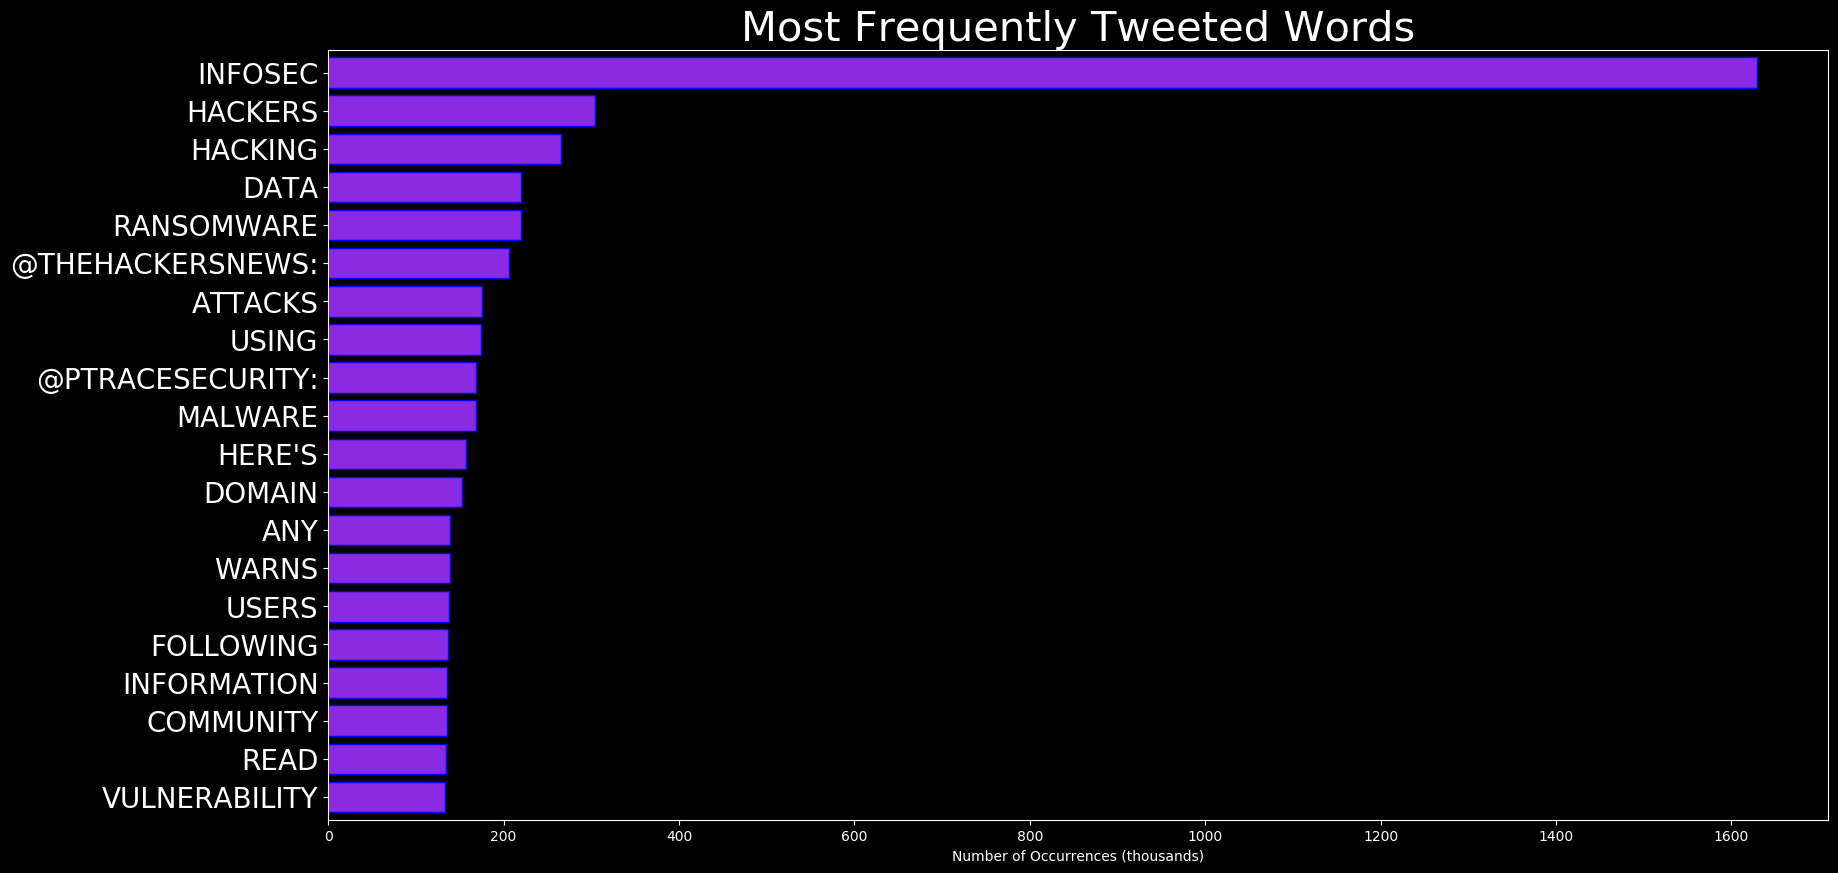 Most Frequently Tweeted Words
INFOSEC
HACKERS
HACKING
DATA
RANSOMWARE
@THEHACKERSNEWS:
ATTACKS
USING
@PTRACESECURITY:
MALWARE
HERE'S
DOMAIN
ANY
WARNS
USERS
FOLLOWING
INFORMATION
COMMUNITY
READ
VULNERABILITY
0 200 400 600 800 1000 1200 1400 1600
Number of Occurrences (thousands)